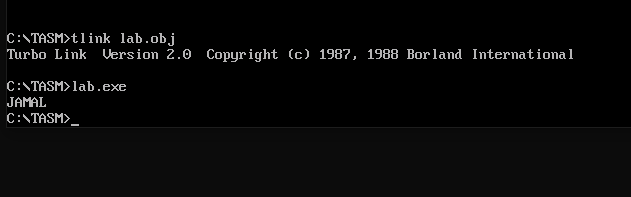 C:\TASM>tlink lab.obj
Turbo Link  Version 2.0  Copyright (c) 1987, 1988 Borland International
C:\TASM>lab.exe
JAMAL
C:\TASM>_